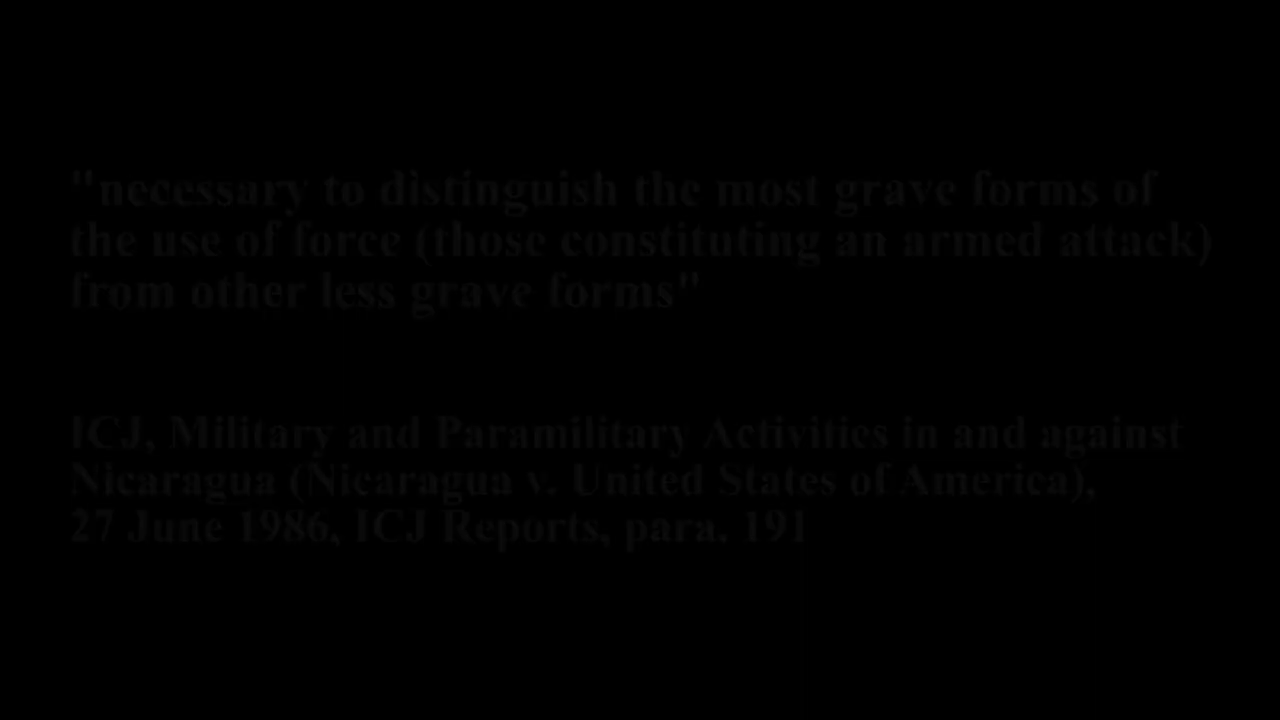 "necessary to distinguish the most grave forms of
the use of force (those constituting an armed attack)
from other less grave forms"
ICJ, Military and Paramilitary Activities in and against
Nicaragua (Nicaragua v. United States of America),
27 June 1986, ICJ Reports, para. 191